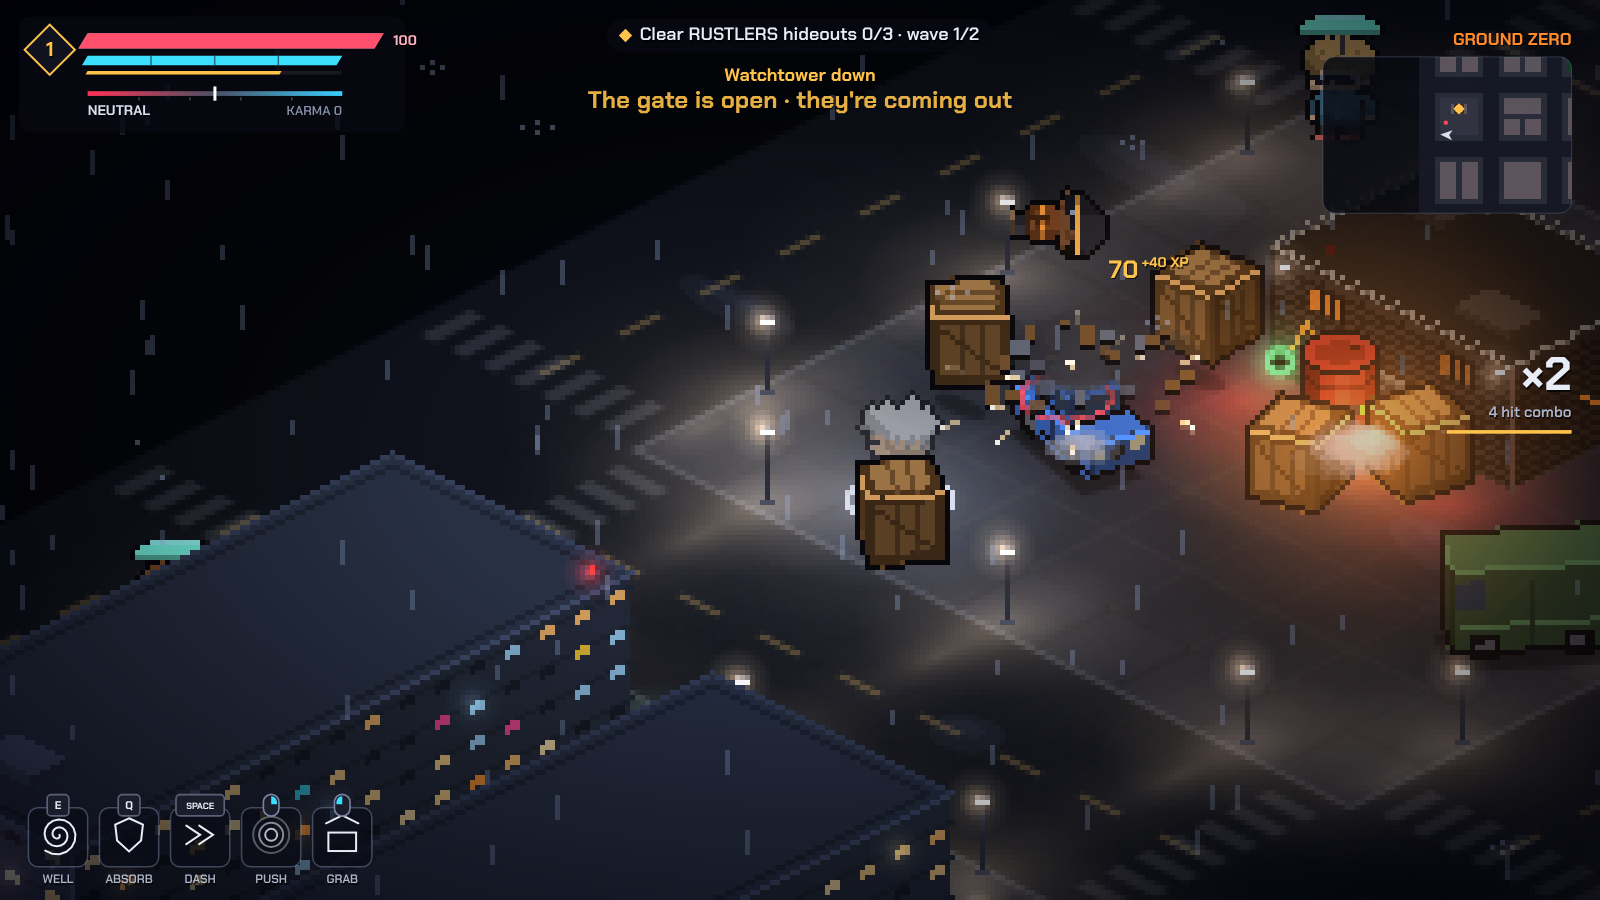 1
100
NEUTRAL
KARMA 0
Clear RUSTLERS hideouts 0/3 · wave 1/2
Watchtower down
The gate is open · they're coming out
GROUND ZERO
70
+40 XP
×2
4 hit combo
E
Q
SPACE
WELL
ABSORB
DASH
PUSH
GRAB